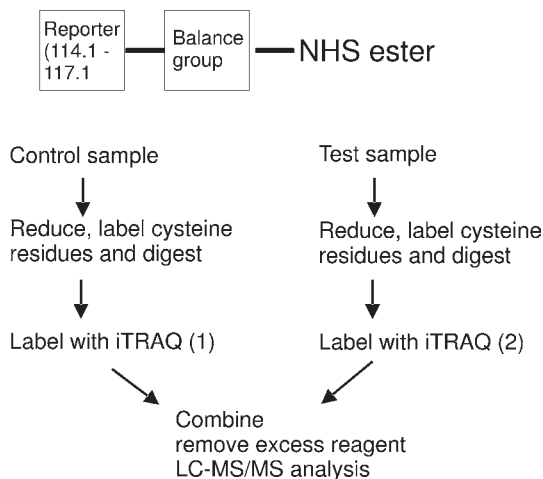 Reporter
(114.1 -
117.1
Balance
group
NHS ester
Control sample
Reduce, label cysteine
residues and digest
Label with iTRAQ (1)
Test sample
Reduce, label cysteine
residues and digest
Label with iTRAQ (2)
Combine
remove excess reagent
LC-MS/MS analysis